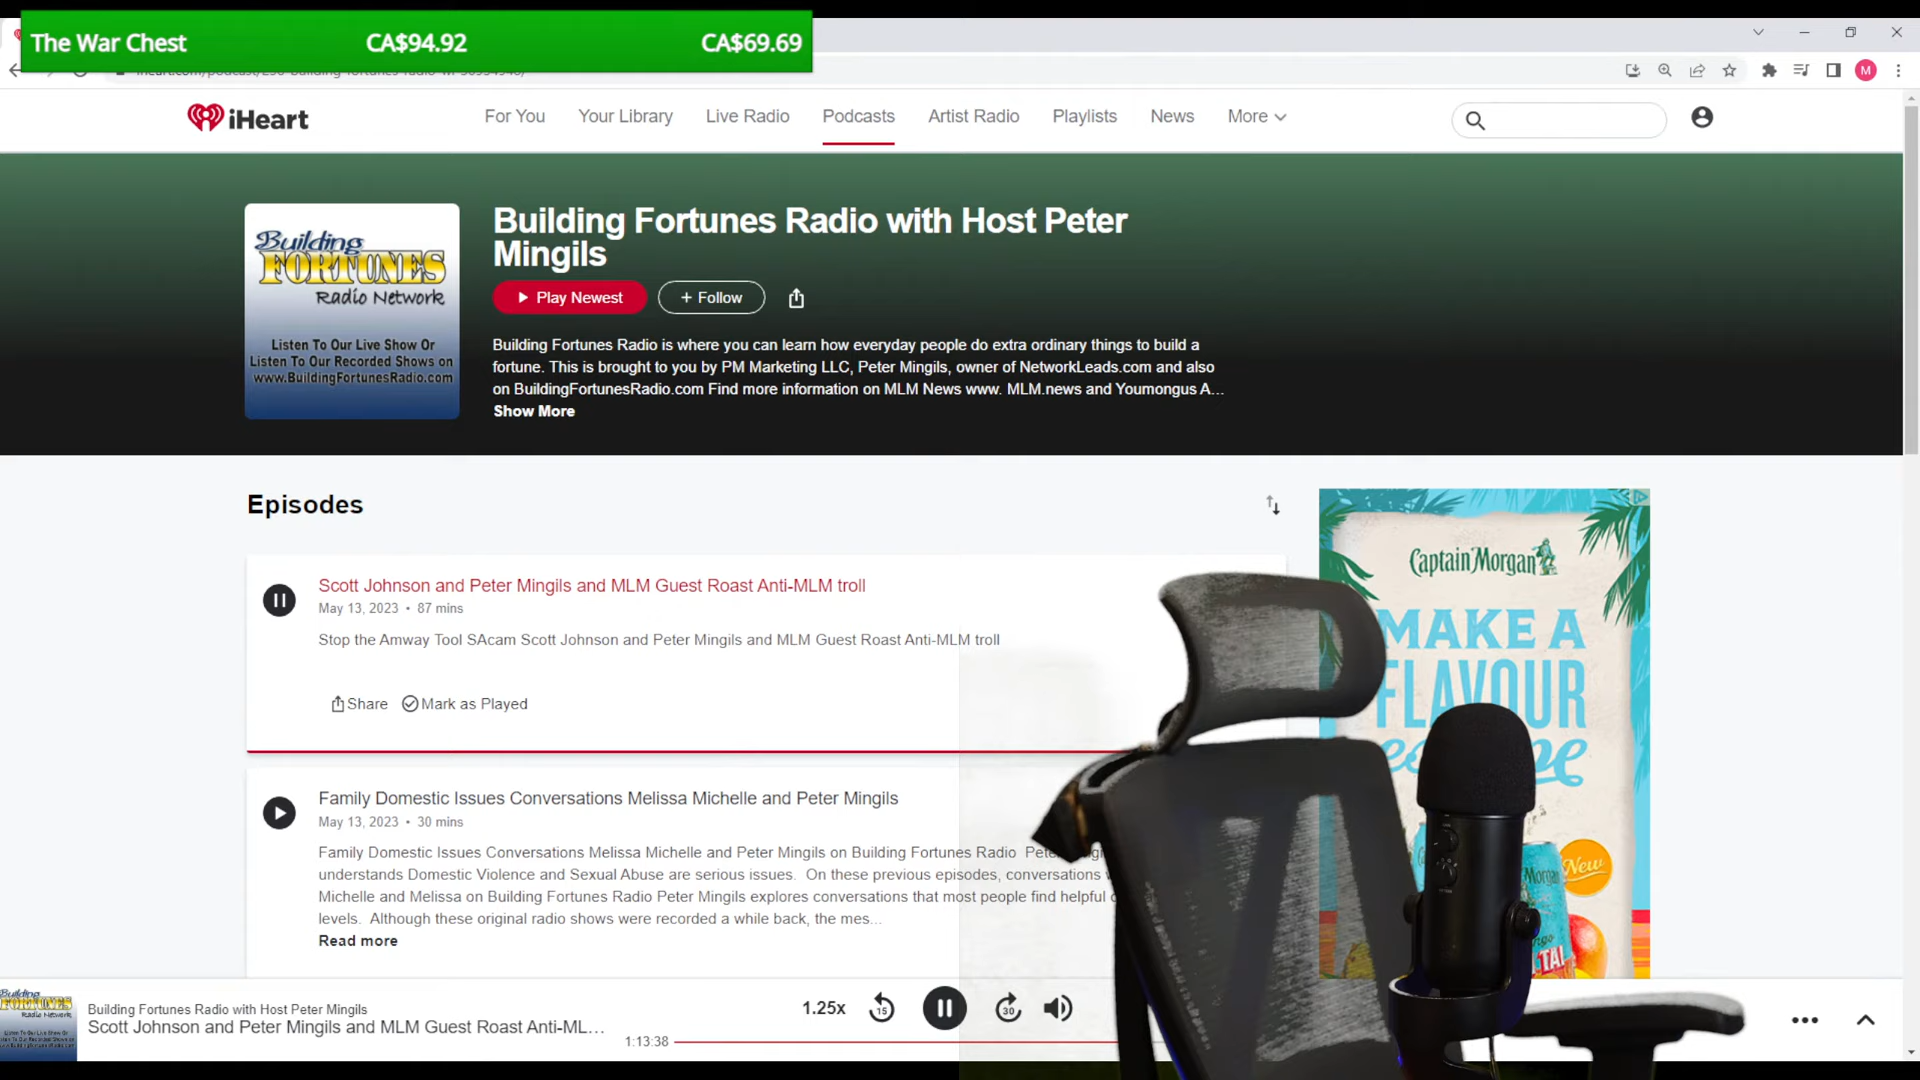 The War Chest CA$94.92 CA$69.69
iHeart For You Your Library Live Radio Podcasts Artist Radio Playlists News More
M
Building Fortunes Radio with Host Peter
Mingils
Play Newest + Follow
Building Fortunes Radio is where you can learn how everyday people do extra ordinary things to build a
fortune. This is brought to you by PM Marketing LLC, Peter Mingils, owner of NetworkLeads.com and also
on BuildingFortunesRadio.com Find more information on MLM News www. MLM.news and Youmongus A...
Show More
Building
FORTUNES
Radio Network
Listen To Our Live Show Or
Listen To Our Recorded Shows on
www.BuildingFortunesRadio.com
Episodes
Scott Johnson and Peter Mingils and MLM Guest Roast Anti-MLM troll
May 13, 2023 • 87 mins
Stop the Amway Tool SAcam Scott Johnson and Peter Mingils and MLM Guest Roast Anti-MLM troll
Share Mark as Played
Family Domestic Issues Conversations Melissa Michelle and Peter Mingils
May 13, 2023 • 30 mins
Family Domestic Issues Conversations Melissa Michelle and Peter Mingils on Building Fortunes Radio
understands Domestic Violence and Sexual Abuse are serious issues. On these previous episodes, conversations
Michelle and Melissa on Building Fortunes Radio Peter Mingils explores conversations that most people find helpful
levels. Although these original radio shows were recorded a while back, the mes...
Read more
Captain Morgan
MAKE A
FLAVOUR
New
Building Fortunes Radio with Host Peter Mingils
Scott Johnson and Peter Mingils and MLM Guest Roast Anti-ML...
1.25x 15 30
1:13:38